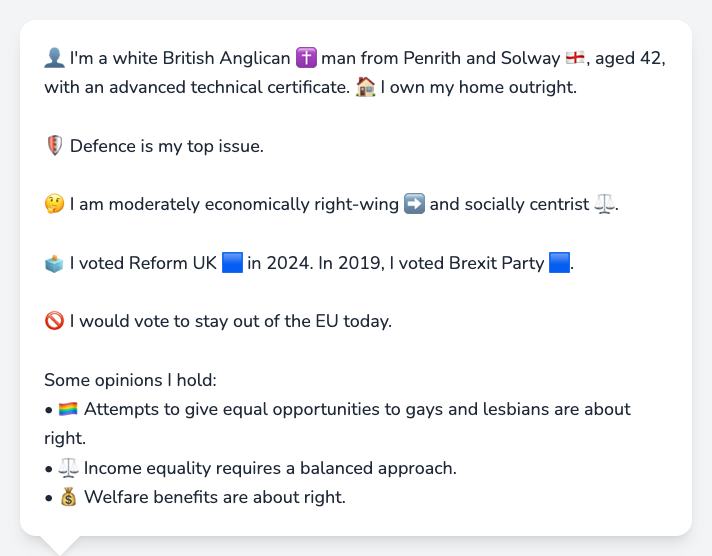 👤 I'm a white British Anglican ✝️ man from Penrith and Solway 🏴󠁧󠁢󠁥󠁮󠁧󠁿, aged 42,
with an advanced technical certificate. 🏠 I own my home outright.
🛡️ Defence is my top issue.
🤔 I am moderately economically right-wing ➡️ and socially centrist ⚖️.
🗳️ I voted Reform UK 🟦 in 2024. In 2019, I voted Brexit Party 🟦.
🚫 I would vote to stay out of the EU today.
Some opinions I hold:
• 🏳️‍🌈 Attempts to give equal opportunities to gays and lesbians are about
right.
• ⚖️ Income equality requires a balanced approach.
• 💰 Welfare benefits are about right.